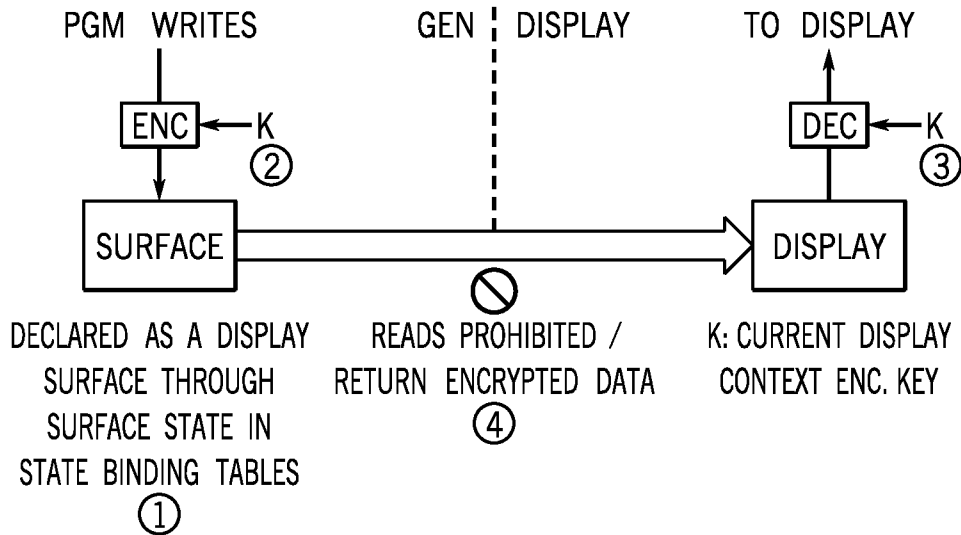 PGM WRITES
GEN DISPLAY
TO DISPLAY
ENC
K
②
DEC
K
③
SURFACE
DISPLAY
DECLARED AS A DISPLAY
SURFACE THROUGH
SURFACE STATE IN
STATE BINDING TABLES
①
READS PROHIBITED /
RETURN ENCRYPTED DATA
④
K: CURRENT DISPLAY
CONTEXT ENC. KEY